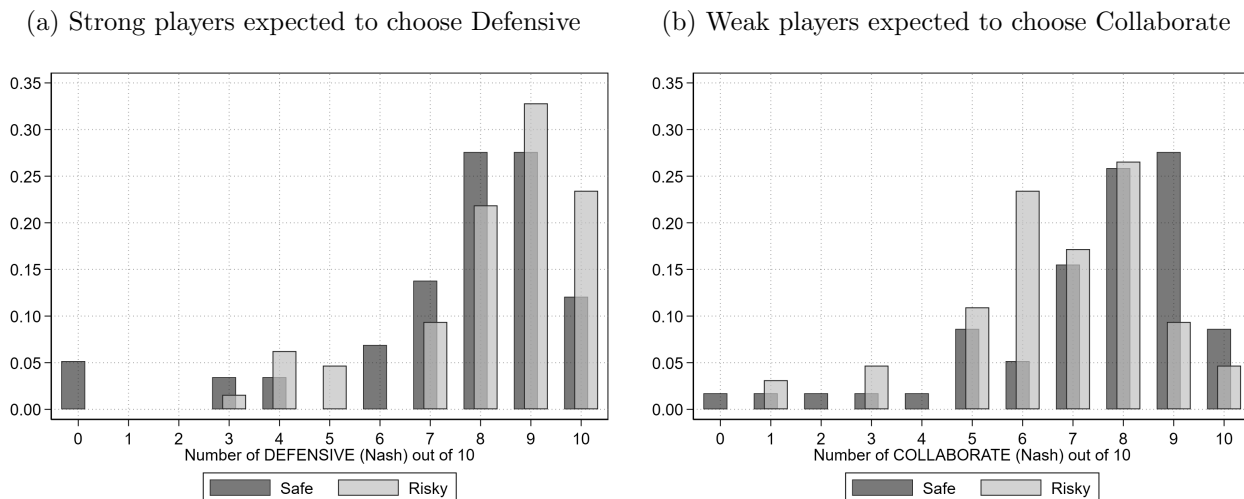 (a) Strong players expected to choose Defensive
0.35
0.30
0.25
0.20
0.15
0.10
0.05
0.00
0 1 2 3 4 5 6 7 8 9 10
Number of DEFENSIVE (Nash) out of 10
Safe Risky
(b) Weak players expected to choose Collaborate
0.35
0.30
0.25
0.20
0.15
0.10
0.05
0.00
0 1 2 3 4 5 6 7 8 9 10
Number of COLLABORATE (Nash) out of 10
Safe Risky